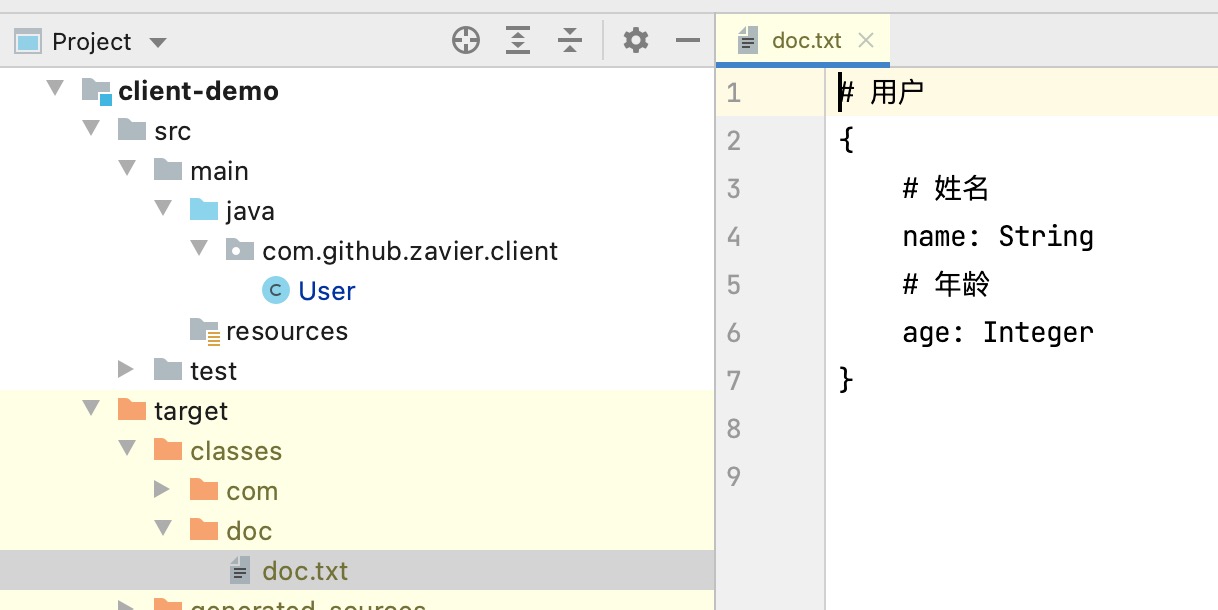 Project
client-demo
src
main
java
com.github.zavier.client
C User
resources
test
target
classes
com
doc
doc.txt
generated_sources
doc.txt
1 # 用户
2 {
3 # 姓名
4 name: String
5 # 年龄
6 age: Integer
7 }
8
9